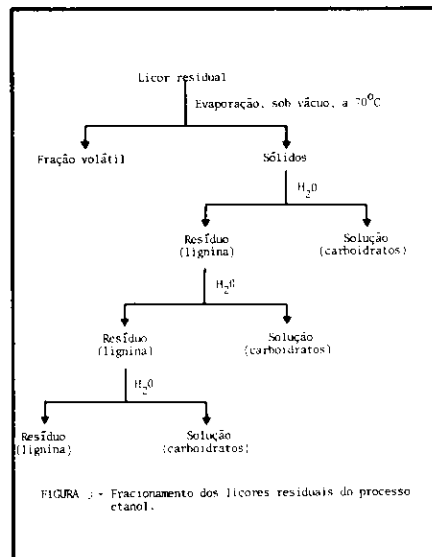 Licor residual
Evaporação, sob vácuo, a 70°C
Fração volátil Sólidos
H₂O
Resíduo Solução
(lignina) (carboidratos)
H₂O
Resíduo Solução
(lignina) (carboidratos)
H₂O
Resíduo Solução
(lignina) (carboidratos)
FIGURA - Fracionamento dos licores residuais do processo
etanol.